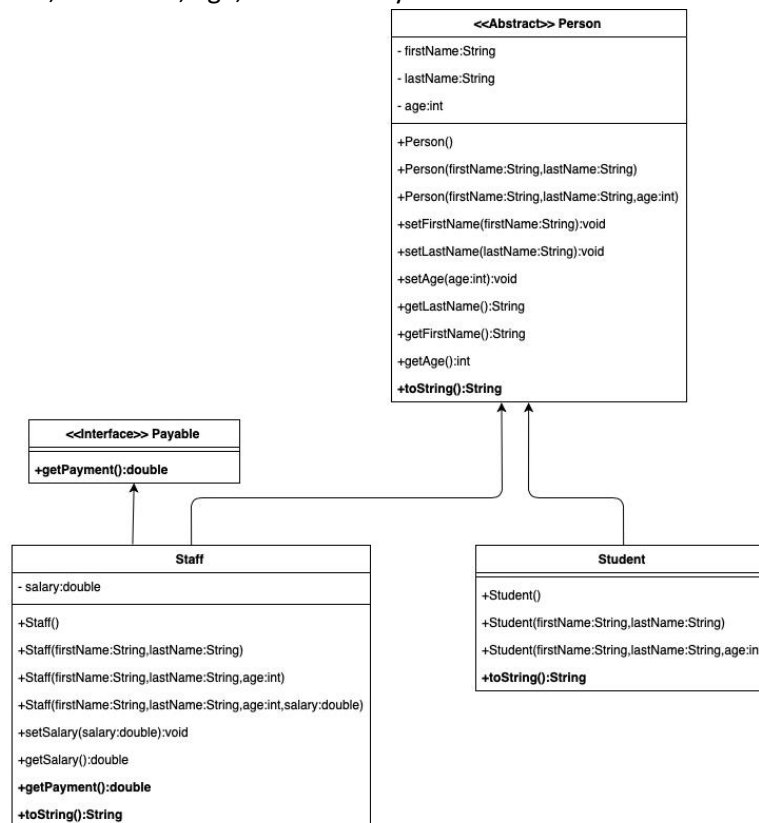 <<Abstract>> Person
- firstName:String
- lastName:String
- age:int
+Person()
+Person(firstName:String,lastName:String)
+Person(firstName:String,lastName:String,age:int)
+setFirstName(firstName:String):void
+setLastName(lastName:String):void
+setAge(age:int):void
+getLastName():String
+getFirstName():String
+getAge():int
+toString():String
<<Interface>> Payable
+getPayment():double
Staff
- salary:double
+Staff()
+Staff(firstName:String,lastName:String)
+Staff(firstName:String,lastName:String,age:int)
+Staff(firstName:String,lastName:String,age:int,salary:double)
+setSalary(salary:double):void
+getSalary():double
+getPayment():double
+toString():String
Student
+Student()
+Student(firstName:String,lastName:String)
+Student(firstName:String,lastName:String,age:in
+toString():String